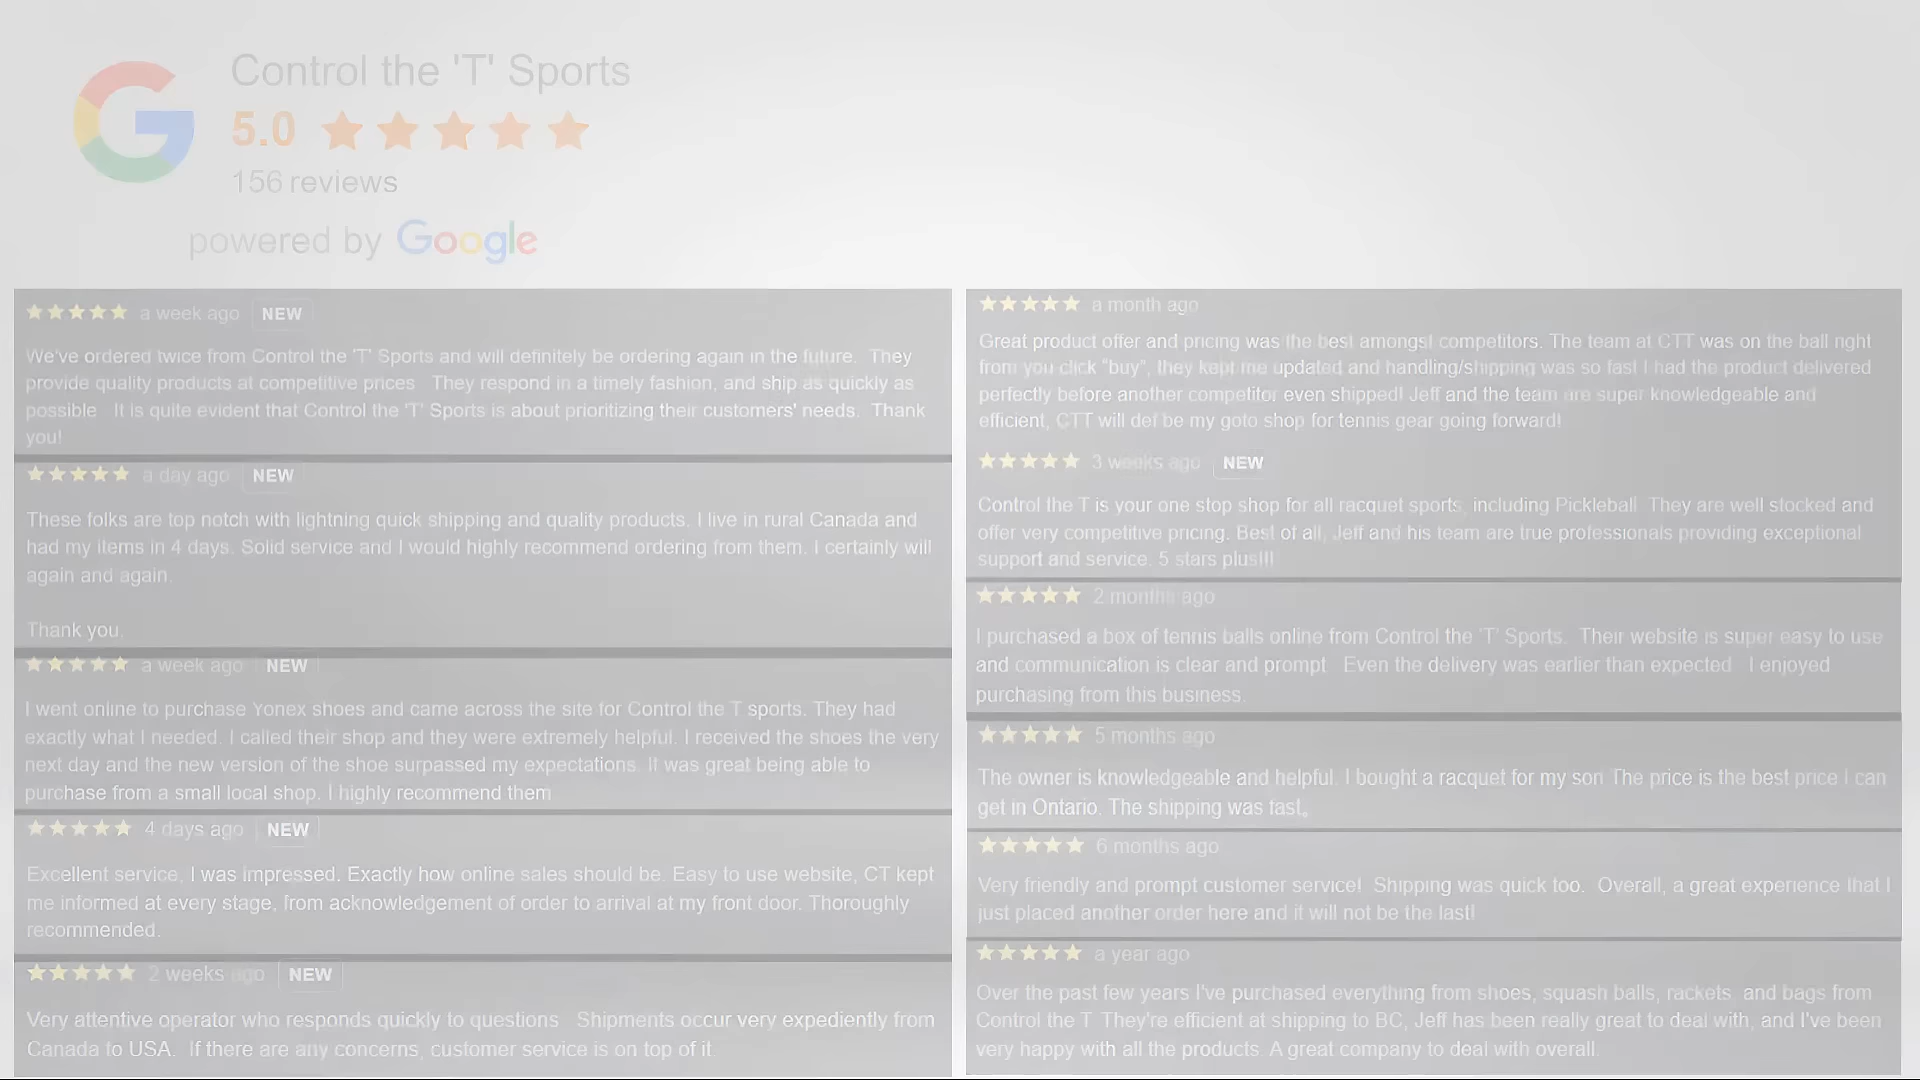 Control the 'T' Sports
5.0
156 reviews
powered by Google
a week ago NEW
We've ordered twice from Control the 'T' Sports and will definitely be ordering again in the future. They
provide quality products at competitive prices They respond in a timely fashion, and ship as quickly as
possible It is quite evident that Control the 'T' Sports is about prioritizing their customers' needs. Thank
you!
a day ago NEW
These folks are top notch with lightning quick shipping and quality products. I live in rural Canada and
had my items in 4 days. Solid service and I would highly recommend ordering from them. I certainly will
again and again.
Thank you.
a week ago NEW
I went online to purchase Yonex shoes and came across the site for Control the T sports. They had
exactly what I needed. I called their shop and they were extremely helpful. I received the shoes the very
next day and the new version of the shoe surpassed my expectations. It was great being able to
purchase from a small local shop. I highly recommend them
4 days ago NEW
Excellent service, I was impressed. Exactly how online sales should be. Easy to use website, CT kept
me informed at every stage, from acknowledgement of order to arrival at my front door. Thoroughly
recommended.
2 weeks ago NEW
Very attentive operator who responds quickly to questions Shipments occur very expediently from
Canada to USA. If there are any concerns, customer service is on top of it.
a month ago
Great product offer and pricing was the best amongst competitors. The team at CTT was on the ball right
from you click "buy", they kept me updated and handling/shipping was so fast I had the product delivered
perfectly before another competitor even shipped! Jeff and the team are super knowledgeable and
efficient, CTT will def be my goto shop for tennis gear going forward!
3 weeks ago NEW
Control the T is your one stop shop for all racquet sports, including Pickleball They are well stocked and
offer very competitive pricing. Best of all, Jeff and his team are true professionals providing exceptional
support and service. 5 stars plus!!!
2 months ago
I purchased a box of tennis balls online from Control the 'T' Sports. Their website is super easy to use
and communication is clear and prompt Even the delivery was earlier than expected I enjoyed
purchasing from this business.
5 months ago
The owner is knowledgeable and helpful. I bought a racquet for my son The price is the best price I can
get in Ontario. The shipping was fast。
6 months ago
Very friendly and prompt customer service! Shipping was quick too. Overall, a great experience that I
just placed another order here and it will not be the last!
a year ago
Over the past few years I've purchased everything from shoes, squash balls, rackets and bags from
Control the T They're efficient at shipping to BC, Jeff has been really great to deal with, and I've been
very happy with all the products. A great company to deal with overall.